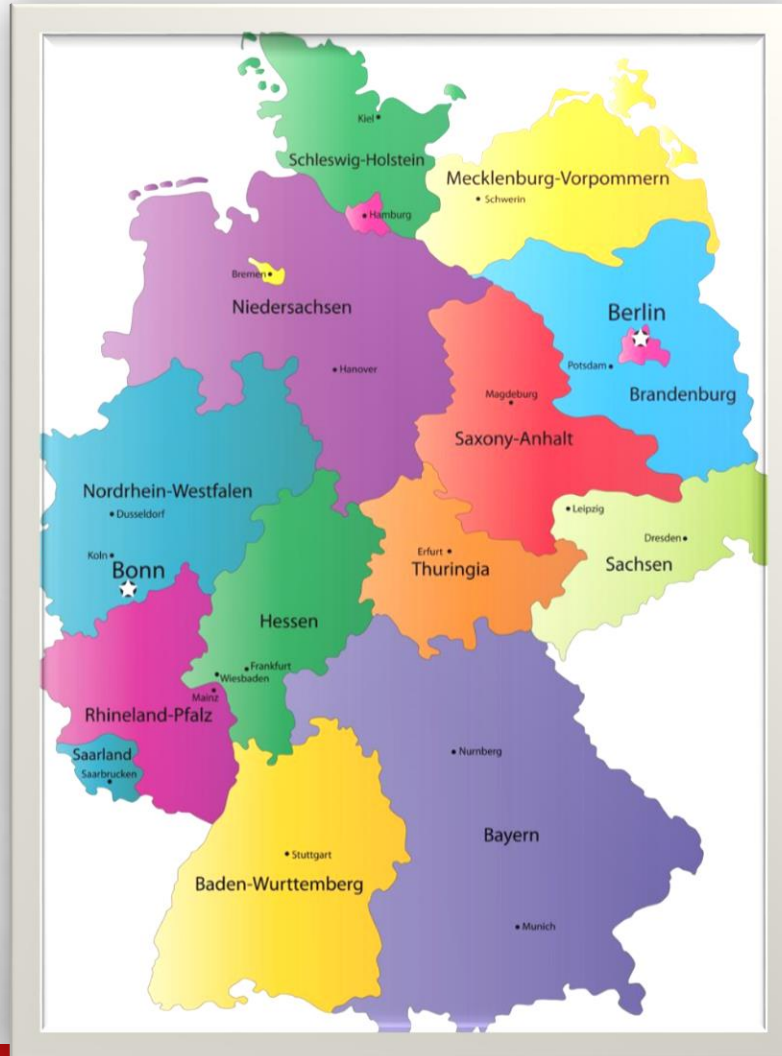 Kiel
Schleswig-Holstein
Mecklenburg-Vorpommern
Schwerin
Hamburg
Bremen
Niedersachsen
Berlin
Hanover
Potsdam
Magdeburg
Brandenburg
Saxony-Anhalt
Nordrhein-Westfalen
Dusseldorf
Leipzig
Dresden
Koln
Erfurt
Bonn
Thuringia
Sachsen
Hessen
Frankfurt
Wiesbaden
Mainz
Rhineland-Pfalz
Saarland
Saarbrucken
Nurnberg
Bayern
Stuttgart
Baden-Wurttemberg
Munich